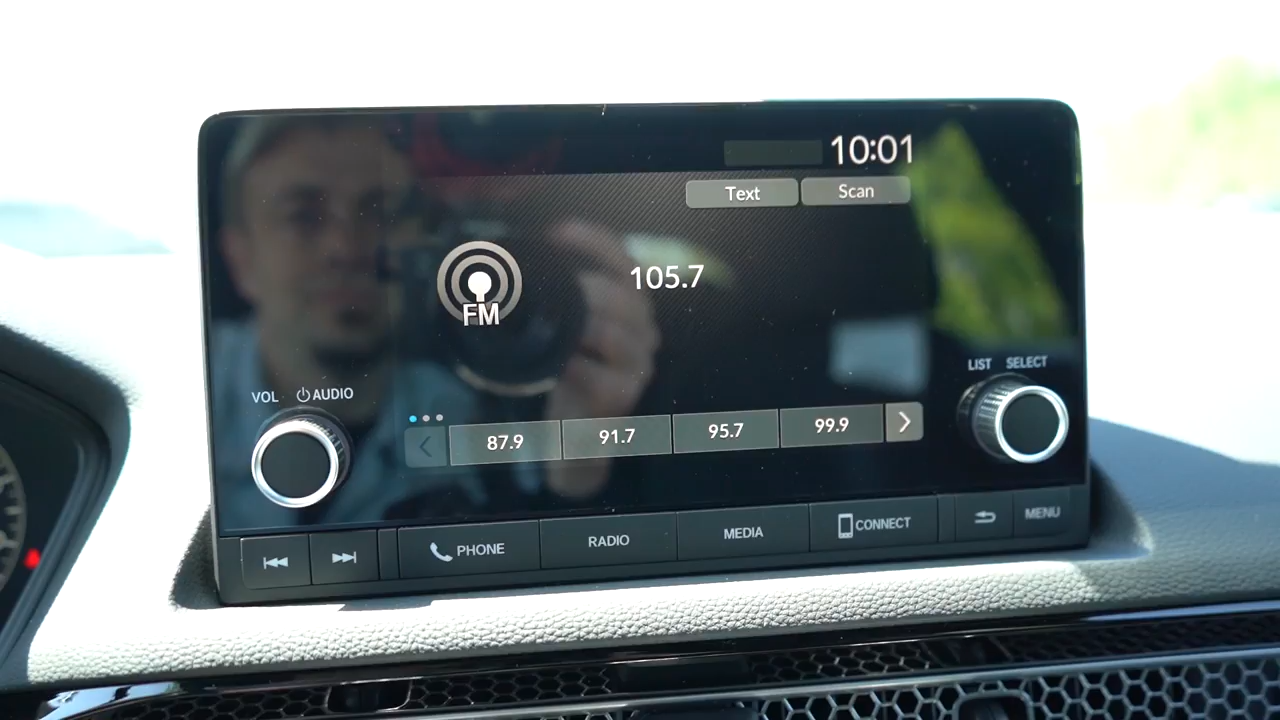 10:01
Text Scan
105.7
FM
LIST SELECT
VOL AUDIO
87.9 91.7 95.7 99.9
PHONE RADIO MEDIA CONNECT MENU